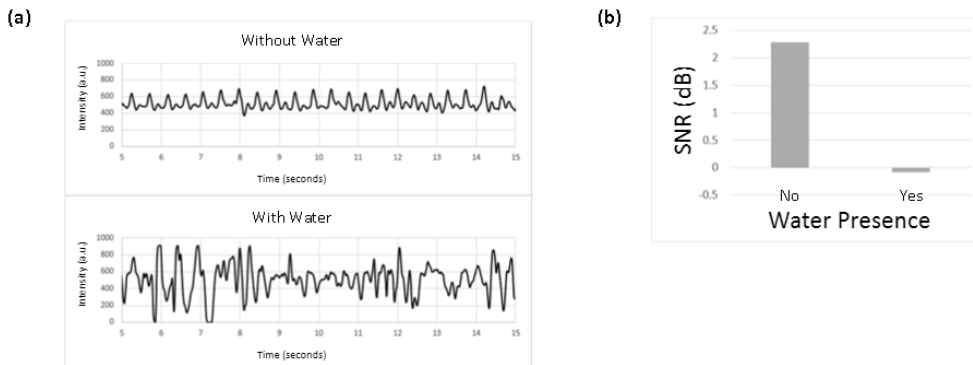 (a)
Without Water
Intensity (a.u.)
1000
800
600
400
200
0
5 6 7 8 9 10 11 12 13 14 15
Time (seconds)
With Water
Intensity (a.u.)
1000
800
600
400
200
0
5 6 7 8 9 10 11 12 13 14 15
Time (seconds)
(b)
SNR (dB)
2.5
2
1.5
1
0.5
0
-0.5
No Yes
Water Presence